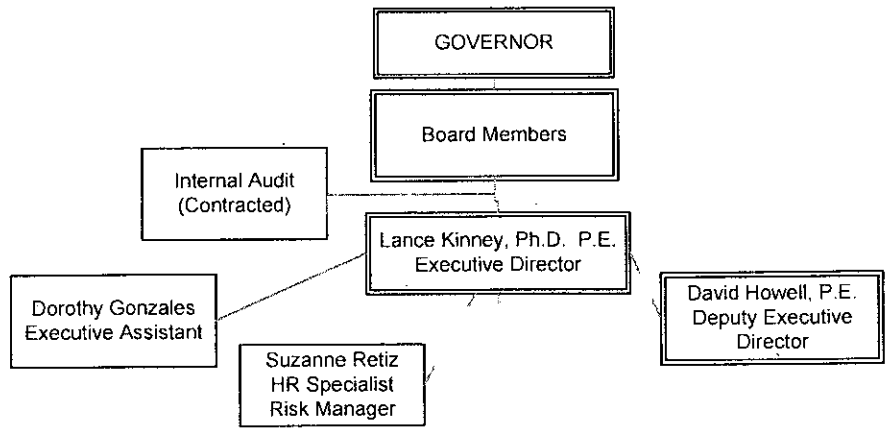 GOVERNOR
Board Members
Internal Audit
(Contracted)
Lance Kinney, Ph.D. P.E.
Executive Director
Dorothy Gonzales
Executive Assistant
David Howell, P.E.
Deputy Executive
Director
Suzanne Retiz
HR Specialist
Risk Manager